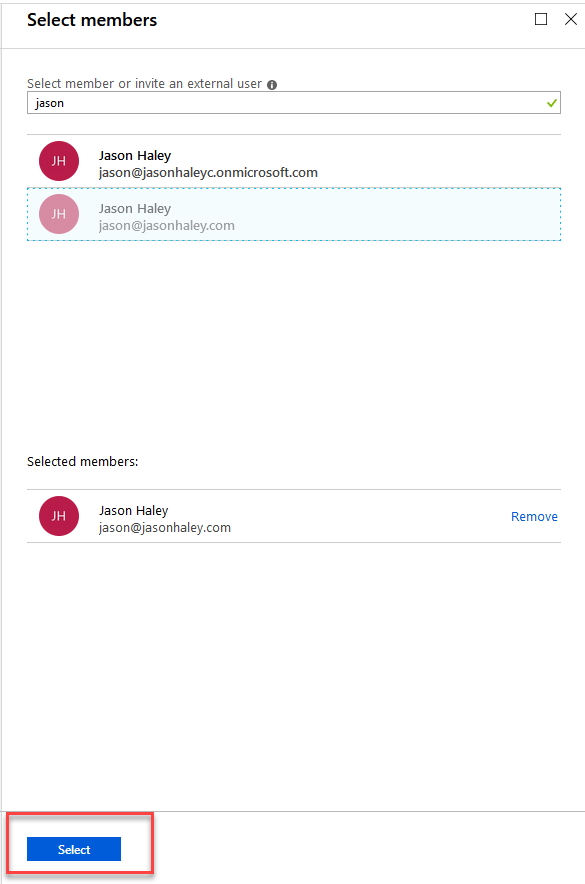 Select members
Select member or invite an external user
jason
JH
Jason Haley
jason@jasonhaleyc.onmicrosoft.com
JH
Jason Haley
jason@jasonhaley.com
Selected members:
JH
Jason Haley
jason@jasonhaley.com
Remove
Select